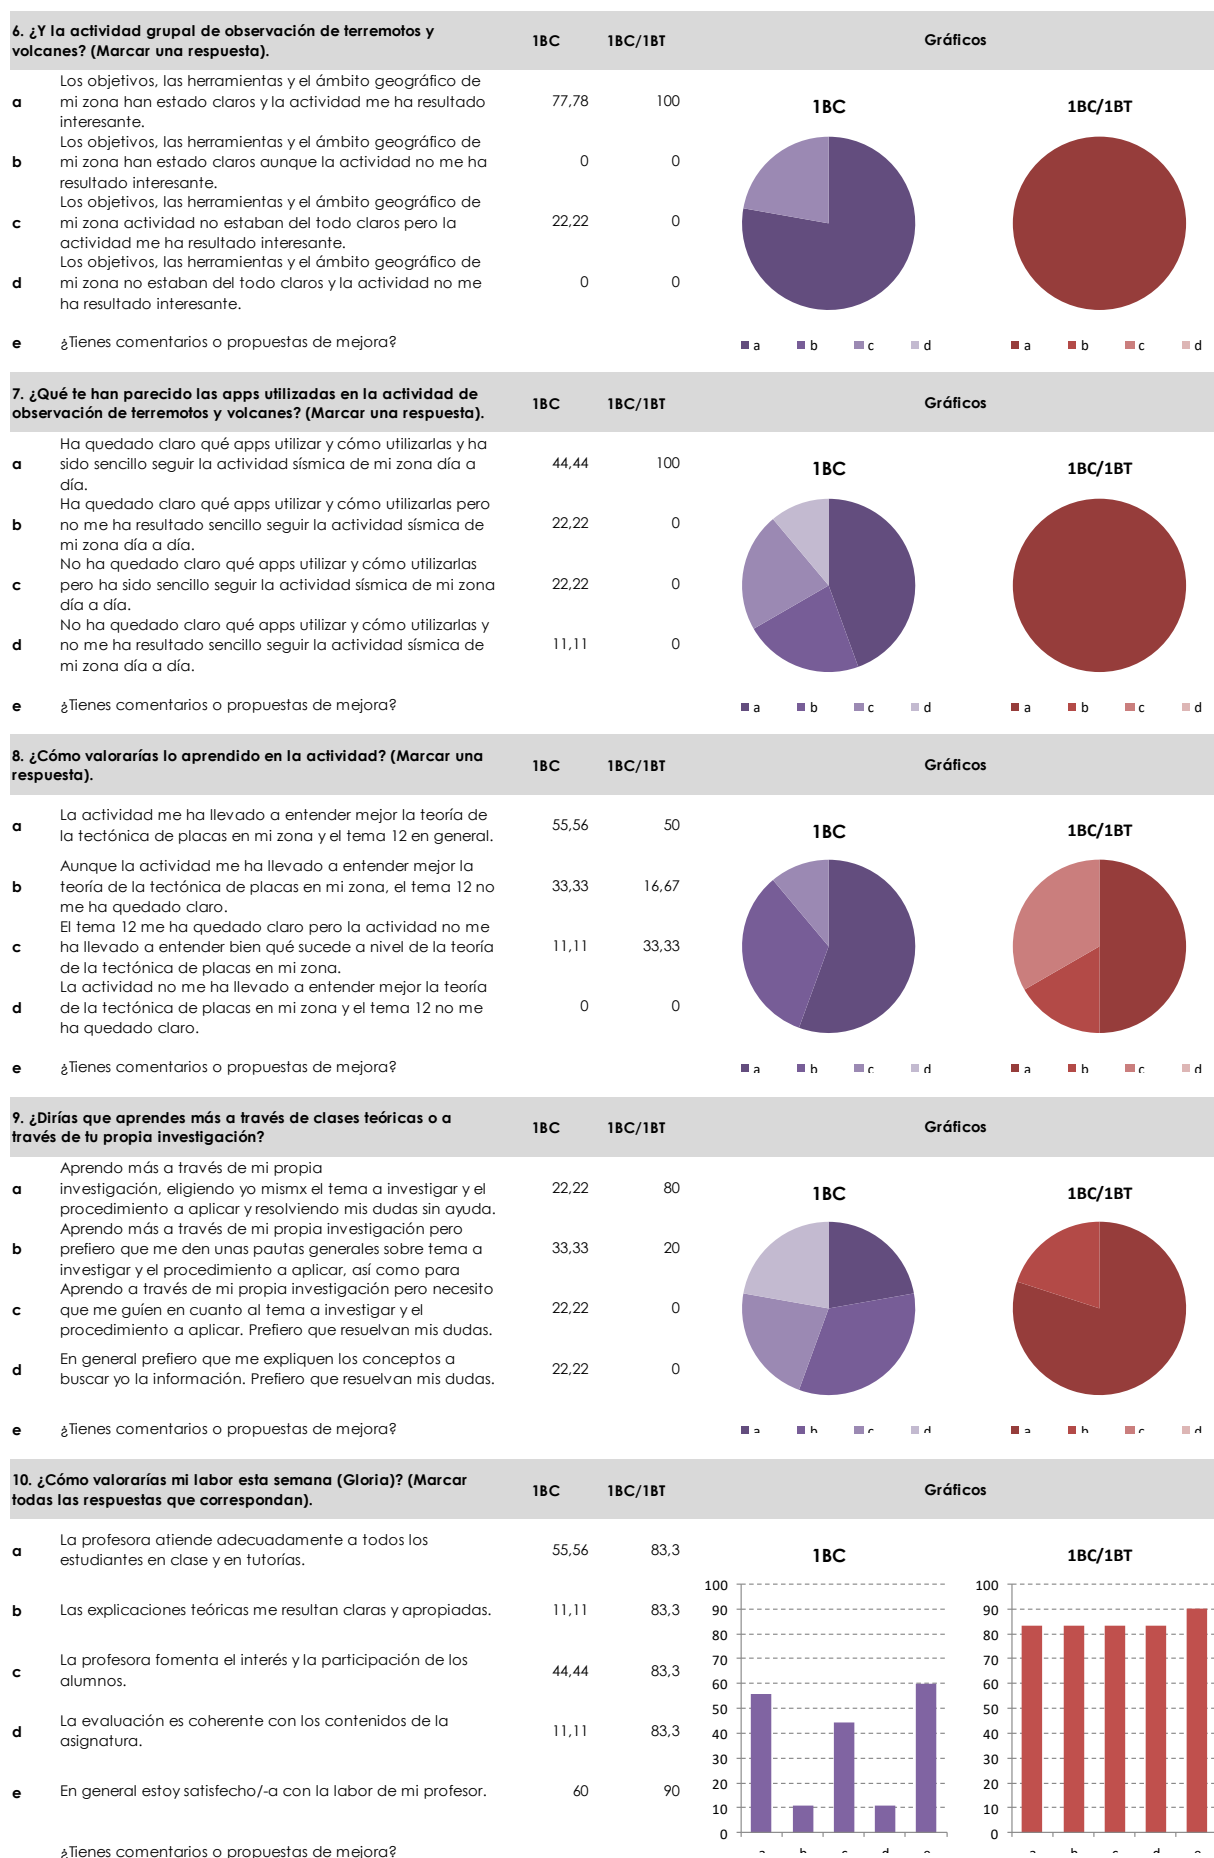 6. ¿Y la actividad grupal de observación de terremotos y
volcanes? (Marcar una respuesta).
1BC
1BC/1BT
Gráficos
a
Los objetivos, las herramientas y el ámbito geográfico de
mi zona han estado claros y la actividad me ha resultado
interesante.
77,78
100
b
Los objetivos, las herramientas y el ámbito geográfico de
mi zona han estado claros aunque la actividad no me ha
resultado interesante.
0
0
c
Los objetivos, las herramientas y el ámbito geográfico de
mi zona actividad no estaban del todo claros pero la
actividad me ha resultado interesante.
22,22
0
d
Los objetivos, las herramientas y el ámbito geográfico de
mi zona no estaban del todo claros y la actividad no me
ha resultado interesante.
0
0
e
¿Tienes comentarios o propuestas de mejora?
1BC
a b c d
1BC/1BT
a b c d
7. ¿Qué te han parecido las apps utilizadas en la actividad de
observación de terremotos y volcanes? (Marcar una respuesta).
1BC
1BC/1BT
Gráficos
a
Ha quedado claro qué apps utilizar y cómo utilizarlas y ha
sido sencillo seguir la actividad sísmica de mi zona día a
día.
44,44
100
b
Ha quedado claro qué apps utilizar y cómo utilizarlas pero
no me ha resultado sencillo seguir la actividad sísmica de
mi zona día a día.
22,22
0
c
No ha quedado claro qué apps utilizar y cómo utilizarlas
pero ha sido sencillo seguir la actividad sísmica de mi zona
día a día.
22,22
0
d
No ha quedado claro qué apps utilizar y cómo utilizarlas y
no me ha resultado sencillo seguir la actividad sísmica de
mi zona día a día.
11,11
0
e
¿Tienes comentarios o propuestas de mejora?
1BC
a b c d
1BC/1BT
a b c d
8. ¿Cómo valorarías lo aprendido en la actividad? (Marcar una
respuesta).
1BC
1BC/1BT
Gráficos
a
La actividad me ha llevado a entender mejor la teoría de
la tectónica de placas en mi zona y el tema 12 en general.
55,56
50
b
Aunque la actividad me ha llevado a entender mejor la
teoría de la tectónica de placas en mi zona, el tema 12 no
me ha quedado claro.
33,33
16,67
c
El tema 12 me ha quedado claro pero la actividad no me
ha llevado a entender bien qué sucede a nivel de la teoría
de la tectónica de placas en mi zona.
11,11
33,33
d
La actividad no me ha llevado a entender mejor la teoría
de la tectónica de placas en mi zona y el tema 12 no me
ha quedado claro.
0
0
e
¿Tienes comentarios o propuestas de mejora?
1BC
a b c d
1BC/1BT
a b c d
9. ¿Dirías que aprendes más a través de clases teóricas o a
través de tu propia investigación?
1BC
1BC/1BT
Gráficos
a
Aprendo más a través de mi propia
investigación, eligiendo yo mismx el tema a investigar y el
procedimiento a aplicar y resolviendo mis dudas sin ayuda.
22,22
80
b
Aprendo más a través de mi propia investigación pero
prefiero que me den unas pautas generales sobre tema a
investigar y el procedimiento a aplicar, así como para
33,33
20
c
Aprendo a través de mi propia investigación pero necesito
que me guíen en cuanto al tema a investigar y el
procedimiento a aplicar. Prefiero que resuelvan mis dudas.
22,22
0
d
En general prefiero que me expliquen los conceptos a
buscar yo la información. Prefiero que resuelvan mis dudas.
22,22
0
e
¿Tienes comentarios o propuestas de mejora?
1BC
a b c d
1BC/1BT
a b c d
10. ¿Cómo valorarías mi labor esta semana (Gloria)? (Marcar
todas las respuestas que correspondan).
1BC
1BC/1BT
Gráficos
a
La profesora atiende adecuadamente a todos los
estudiantes en clase y en tutorías.
55,56
83,3
b
Las explicaciones teóricas me resultan claras y apropiadas.
11,11
83,3
c
La profesora fomenta el interés y la participación de los
alumnos.
44,44
83,3
d
La evaluación es coherente con los contenidos de la
asignatura.
11,11
83,3
e
En general estoy satisfecho/-a con la labor de mi profesor.
60
90
¿Tienes comentarios o propuestas de mejora?
1BC
100
90
80
70
60
50
40
30
20
10
0
a b c d e
1BC/1BT
100
90
80
70
60
50
40
30
20
10
0
a b c d e